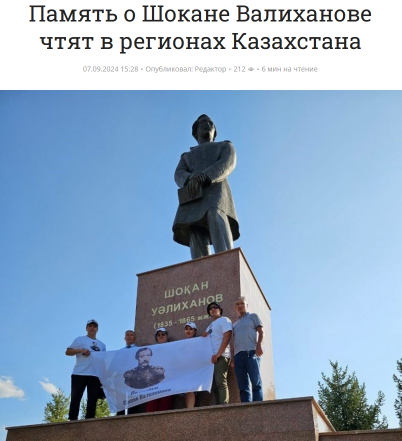 Память о Шокане Валиханове
чтят в регионах Казахстана
07.09.2024 15:28 • Опубликовал: Редактор • 212 • 6 мин на чтение
ШОҚАН
УӘЛИХАНОВ
(1835 - 1865 жж)